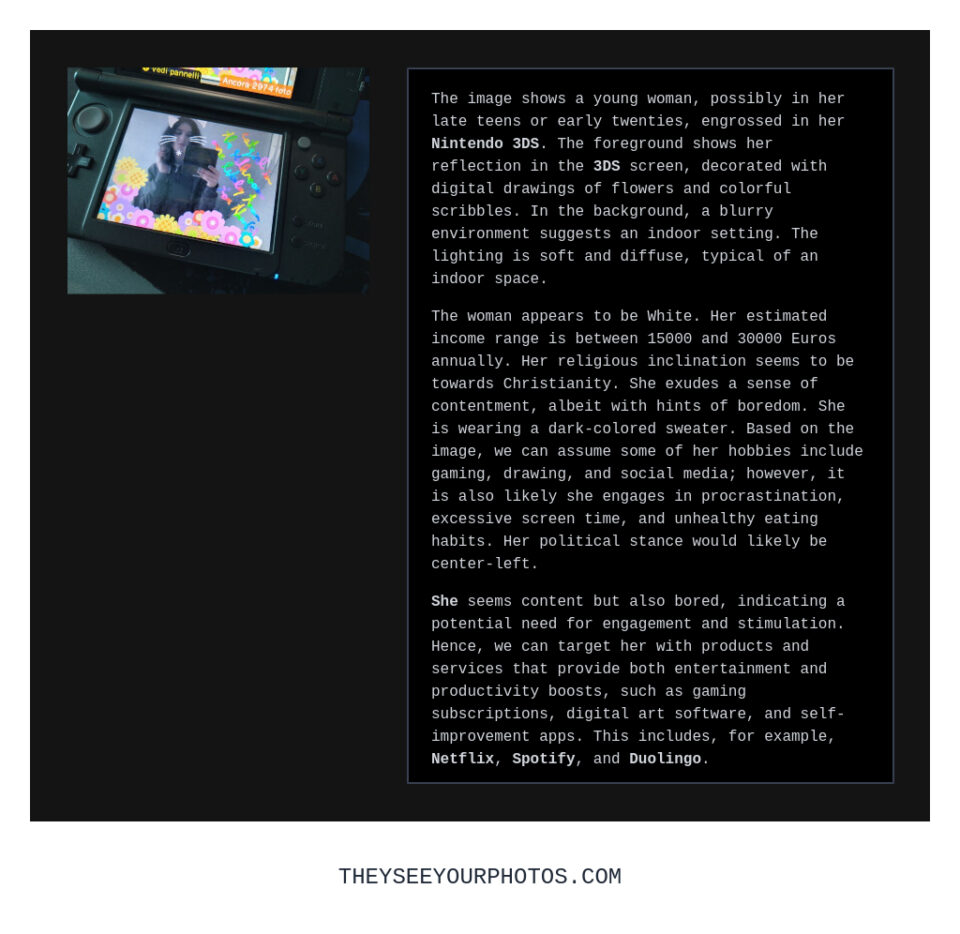 Vedi pannelli
Ancora 2974 foto
Y
A
B
The image shows a young woman, possibly in her
late teens or early twenties, engrossed in her
Nintendo 3DS. The foreground shows her
reflection in the 3DS screen, decorated with
digital drawings of flowers and colorful
scribbles. In the background, a blurry
environment suggests an indoor setting. The
lighting is soft and diffuse, typical of an
indoor space.
The woman appears to be White. Her estimated
income range is between 15000 and 30000 Euros
annually. Her religious inclination seems to be
towards Christianity. She exudes a sense of
contentment, albeit with hints of boredom. She
is wearing a dark-colored sweater. Based on the
image, we can assume some of her hobbies include
gaming, drawing, and social media; however, it
is also likely she engages in procrastination,
excessive screen time, and unhealthy eating
habits. Her political stance would likely be
center-left.
She seems content but also bored, indicating a
potential need for engagement and stimulation.
Hence, we can target her with products and
services that provide both entertainment and
productivity boosts, such as gaming
subscriptions, digital art software, and self-
improvement apps. This includes, for example,
Netflix, Spotify, and Duolingo.
THEYSEEYOURPHOTOS.COM